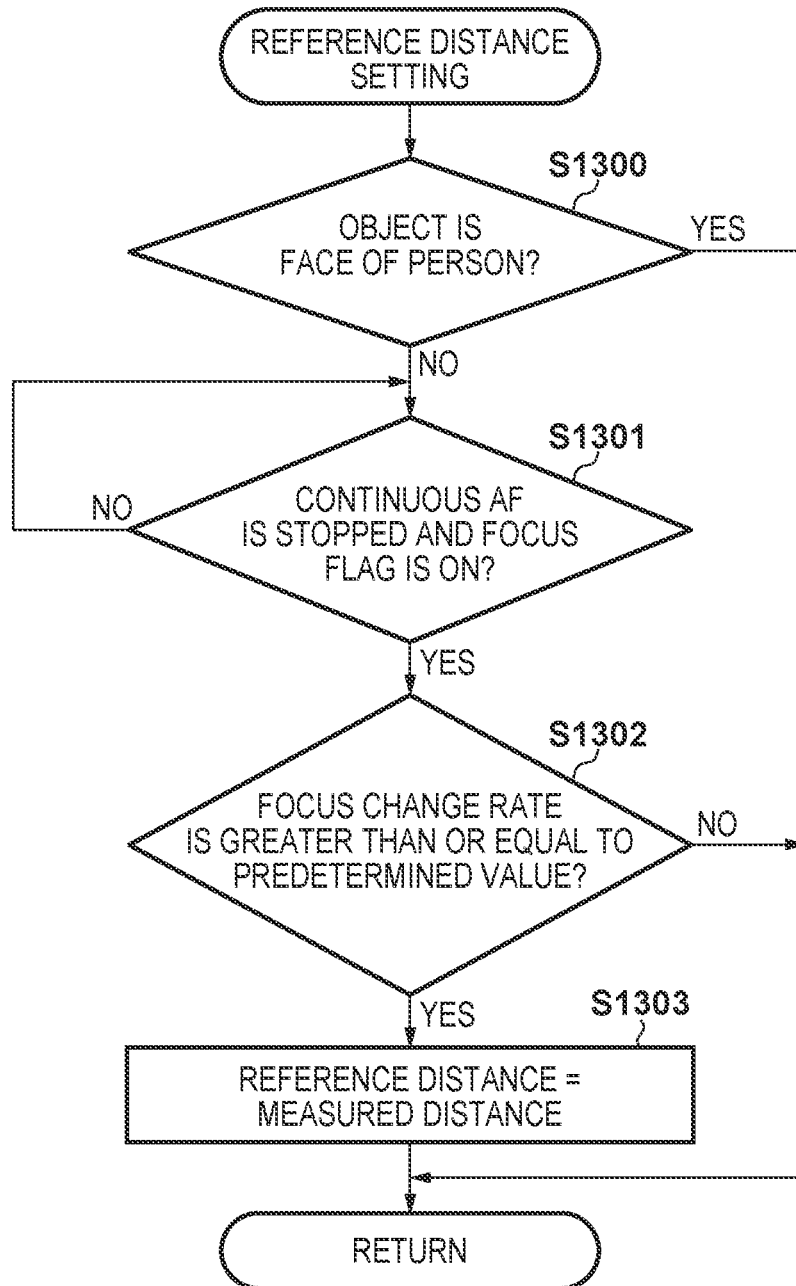 REFERENCE DISTANCE
SETTING
S1300
OBJECT IS
FACE OF PERSON?
YES
NO
S1301
CONTINUOUS AF
IS STOPPED AND FOCUS
FLAG IS ON?
NO
YES
S1302
FOCUS CHANGE RATE
IS GREATER THAN OR EQUAL TO
PREDETERMINED VALUE?
NO
YES
S1303
REFERENCE DISTANCE =
MEASURED DISTANCE
RETURN